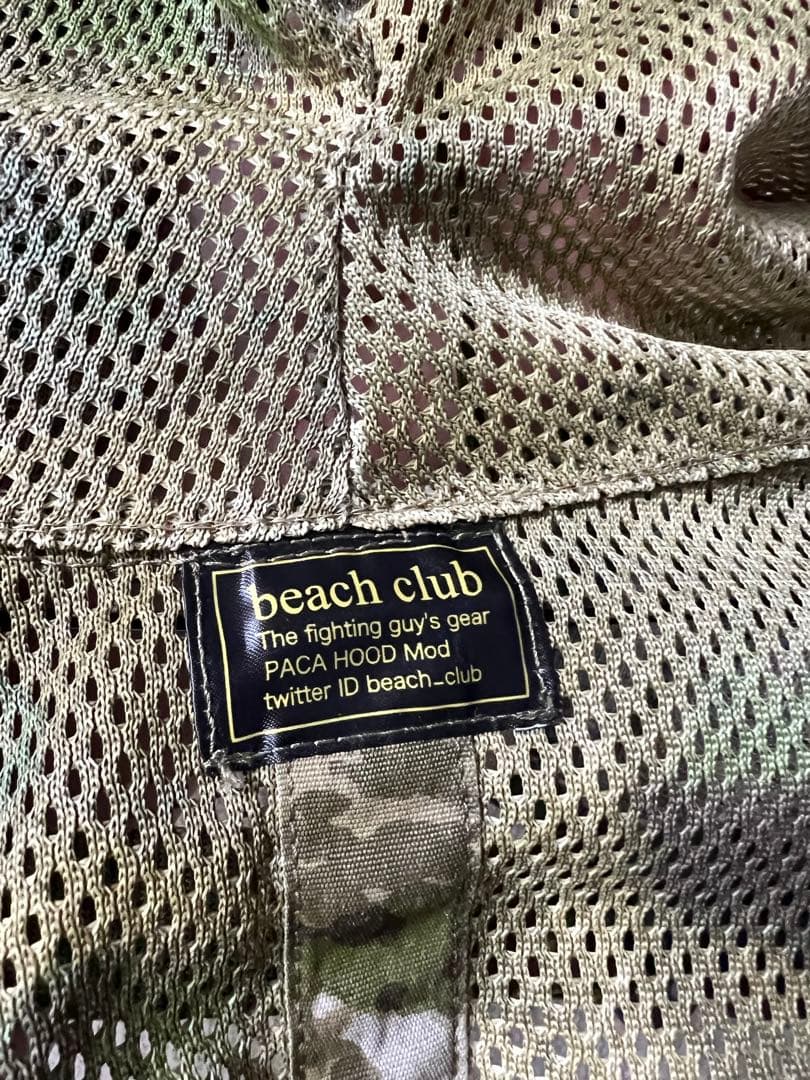 beach club
The fighting guy's gear
PACA HOOD Mod
twitter ID beach_club